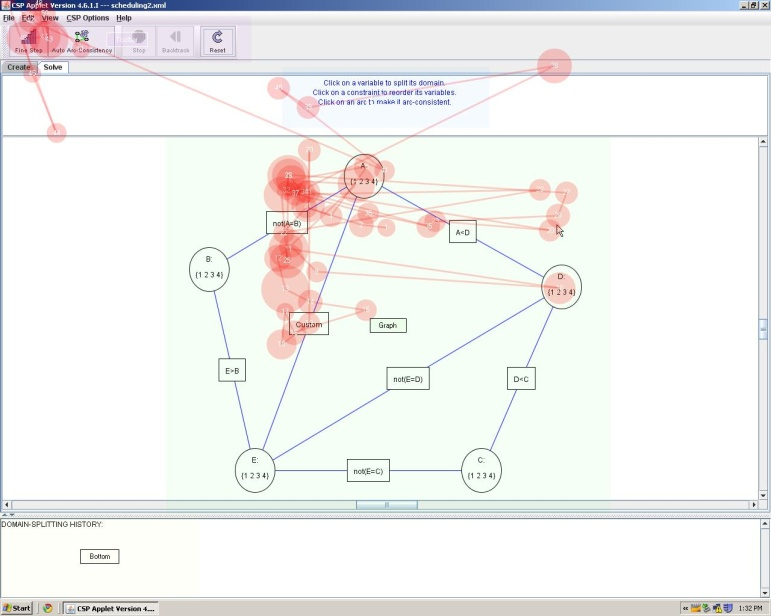 CSP Applet Version 4.6.1.1 --- scheduling2.xml
File Edit View CSP Options Help
Fine Step Auto Arc-Consistency Stop Backtrack Reset
Create Solve
Click on a variable to split its domain.
Click on a constraint to reorder its variables.
Click on an arc to make it arc-consistent.
A:
{1 2 3 4}
not(A=B)
A<D
B:
{1 2 3 4}
D:
{1 2 3 4}
Custom
Graph
E>B
not(E=D)
D<C
E:
{1 2 3 4}
not(E=C)
C:
{1 2 3 4}
DOMAIN-SPLITTING HISTORY:
Bottom
Start
CSP Applet Version 4....
1:32 PM